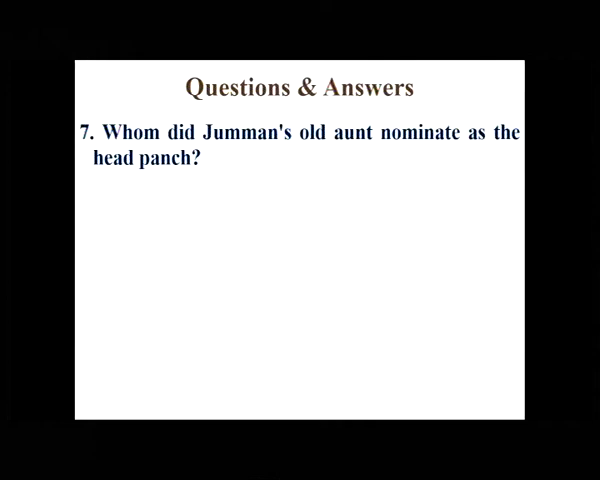 Questions & Answers
7. Whom did Jumman's old aunt nominate as the
head panch?